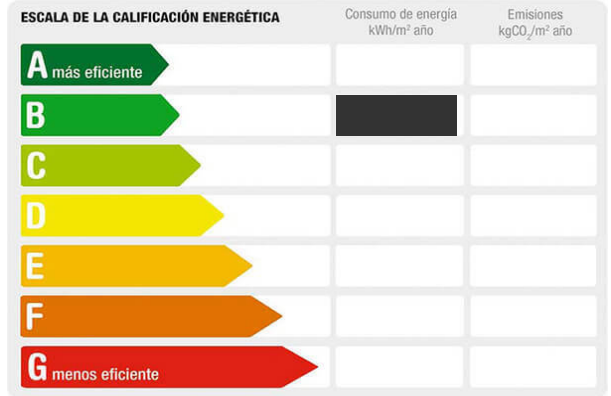 ESCALA DE LA CALIFICACIÓN ENERGÉTICA
Consumo de energía
kWh/m² año
Emisiones
kgCO₂/m² año
A más eficiente
B
C
D
E
F
G menos eficiente